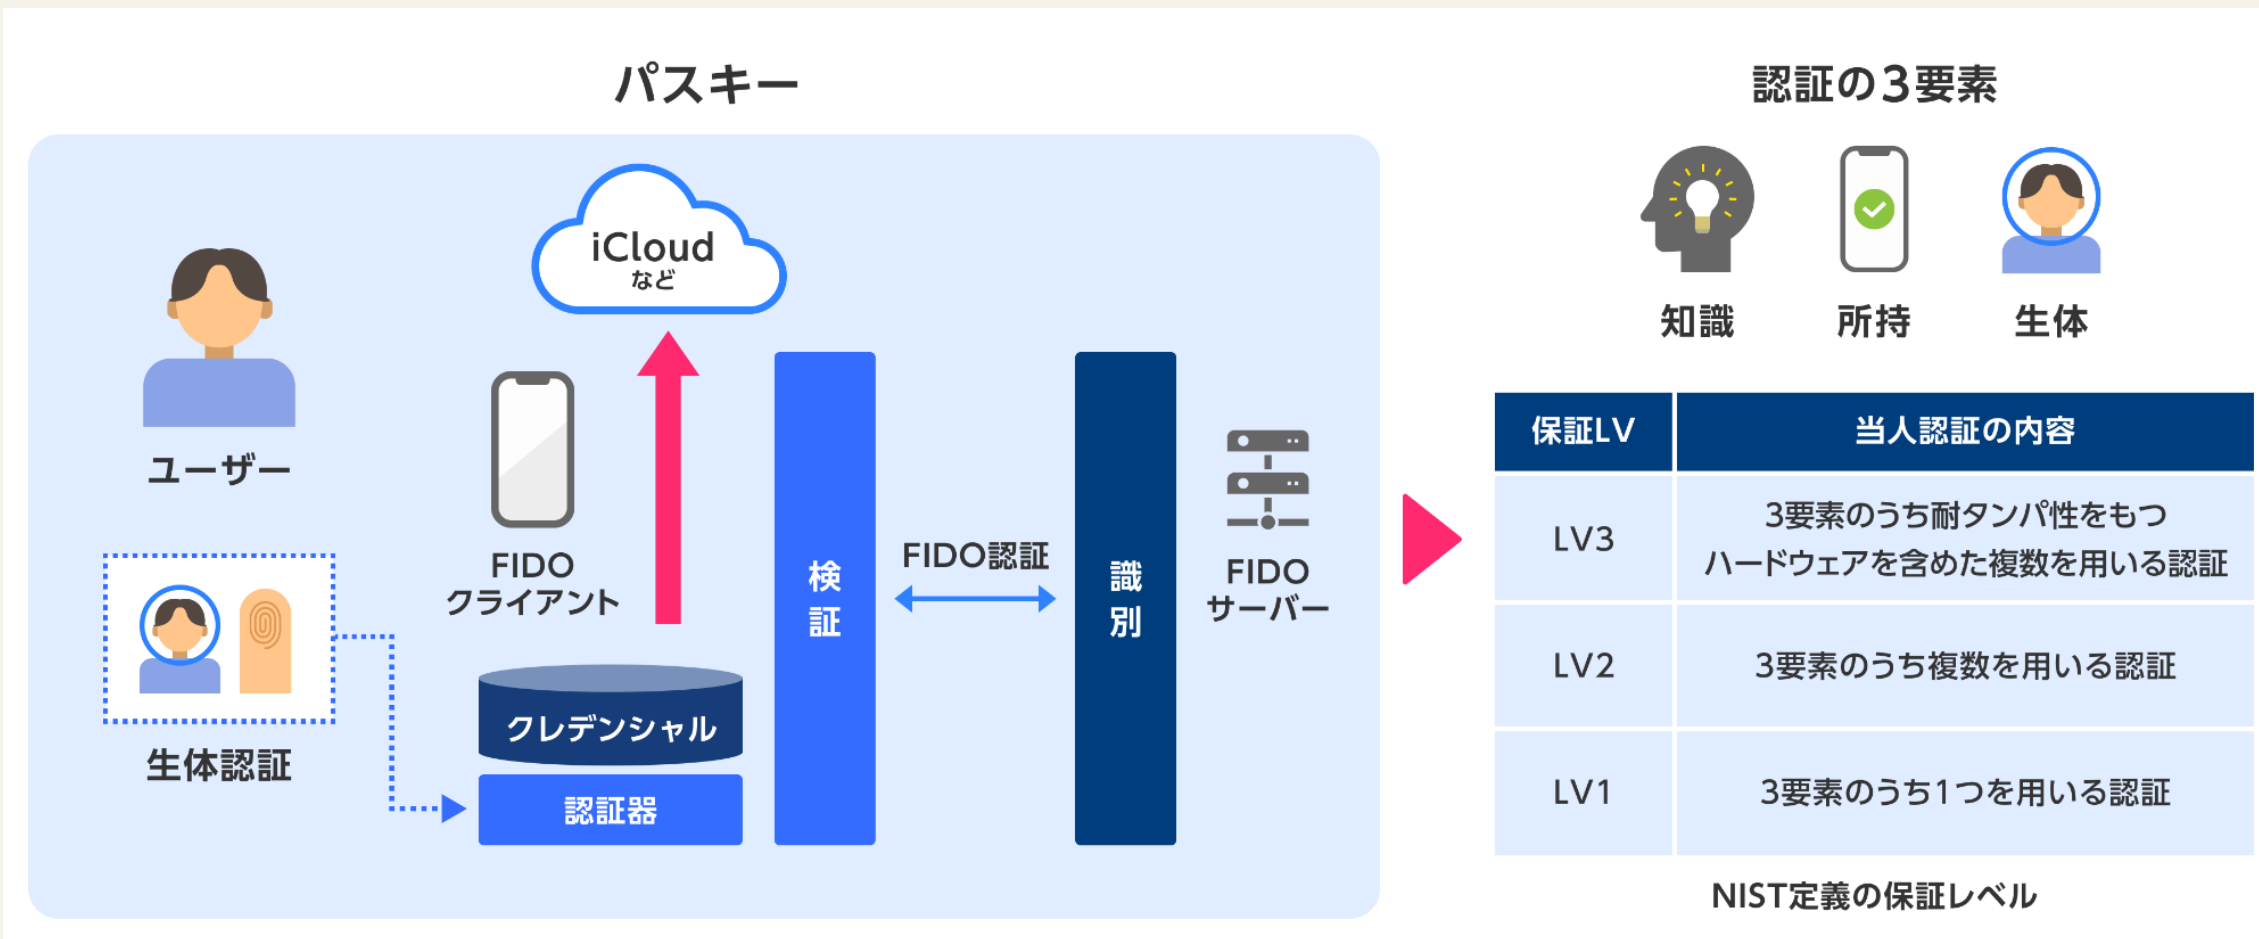 パスキー
iCloud
など
ユーザー
生体認証
FIDO
クライアント
クレデンシャル
認証器
検証
FIDO認証
識別
FIDO
サーバー
認証の3要素
知識
所持
生体
保証LV
当人認証の内容
LV3
3要素のうち耐タンパ性をもつ
ハードウェアを含めた複数を用いる認証
LV2
3要素のうち複数を用いる認証
LV1
3要素のうち1つを用いる認証
NIST定義の保証レベル